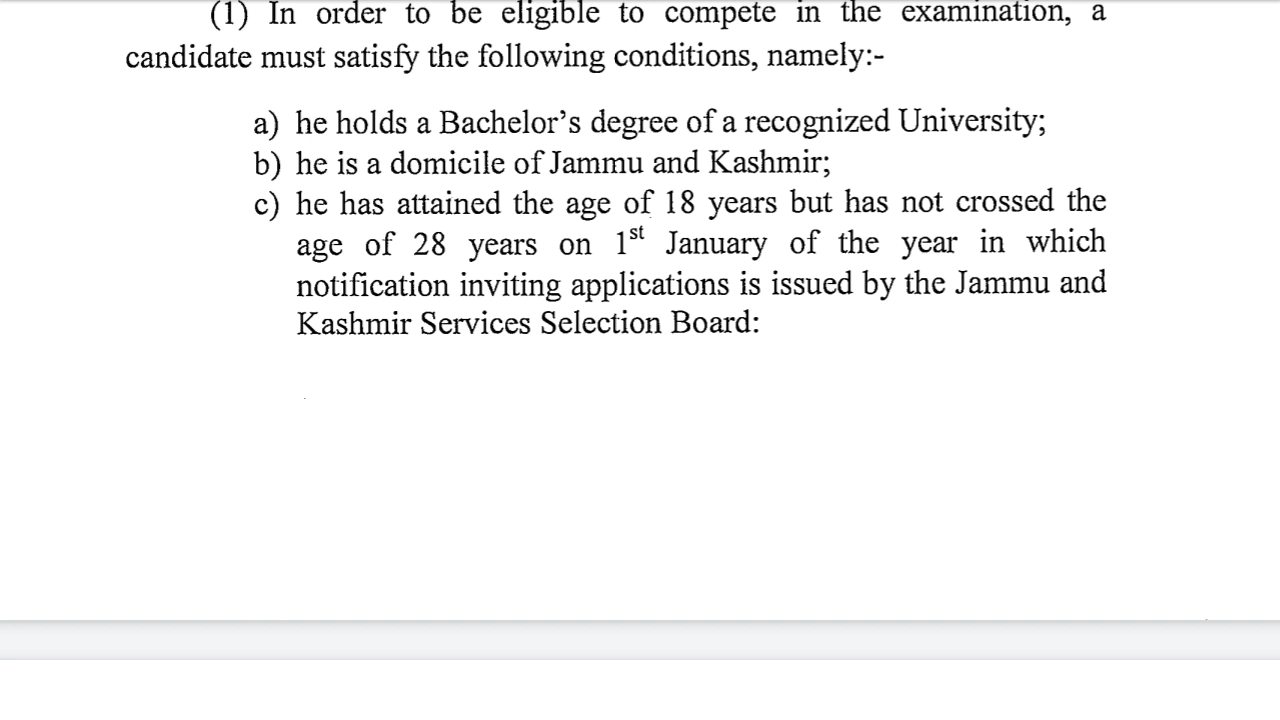 (1) In order to be eligible to compete in the examination, a
candidate must satisfy the following conditions, namely:-
a) he holds a Bachelor's degree of a recognized University;
b) he is a domicile of Jammu and Kashmir;
c) he has attained the age of 18 years but has not crossed the
age of 28 years on 1st January of the year in which
notification inviting applications is issued by the Jammu and
Kashmir Services Selection Board: